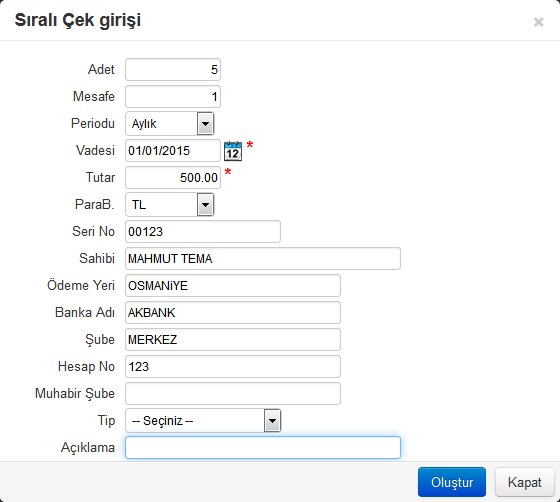 Sıralı Çek girişi ×
Adet 5
Mesafe 1
Periodu Aylık
Vadesi 01/01/2015 12 *
Tutar 500.00 *
ParaB. TL
Seri No 00123
Sahibi MAHMUT TEMA
Ödeme Yeri OSMANiYE
Banka Adı AKBANK
Şube MERKEZ
Hesap No 123
Muhabir Şube
Tip -- Seçiniz --
Açıklama
Oluştur Kapat